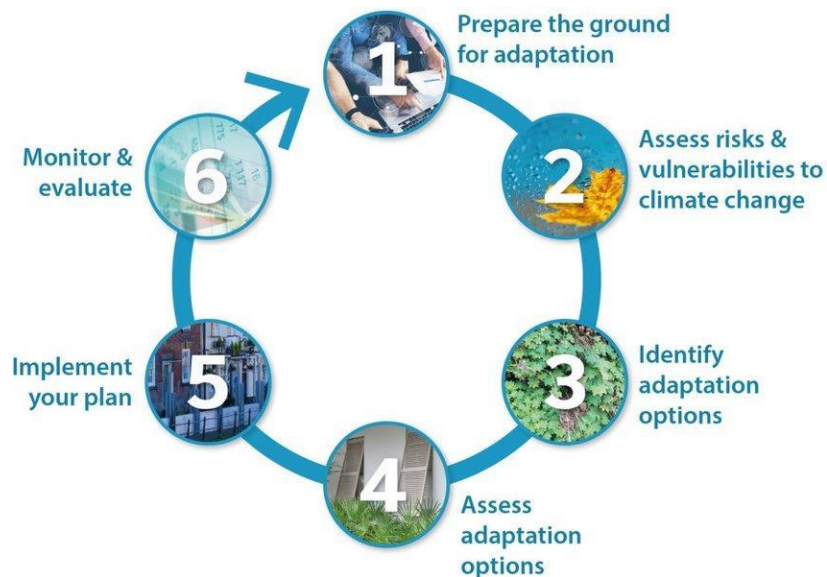 1
Prepare the ground
for adaptation
2
Assess risks &
vulnerabilities to
climate change
3
Identify
adaptation
options
4
Assess
adaptation
options
5
Implement
your plan
6
Monitor &
evaluate